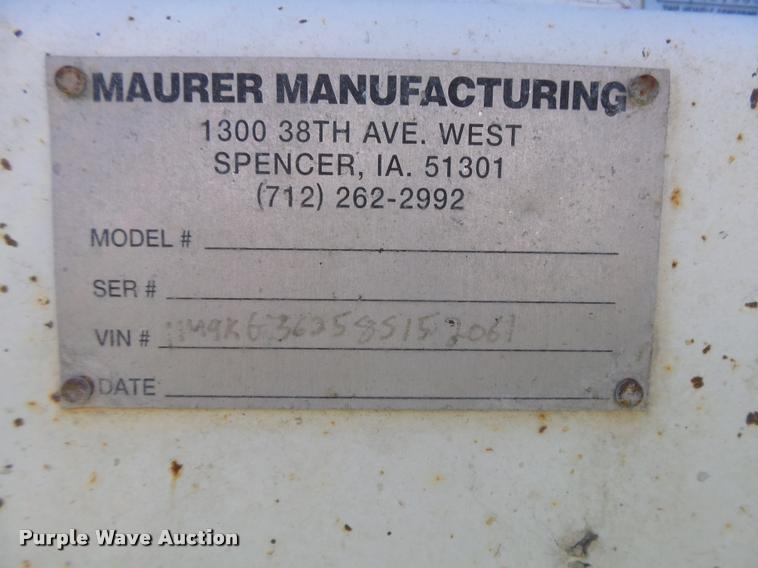 MAURER MANUFACTURING
1300 38TH AVE. WEST
SPENCER, IA. 51301
(712) 262-2992
MODEL #
SER #
VIN # 1M9KG362585152061
DATE
Purple Wave Auction